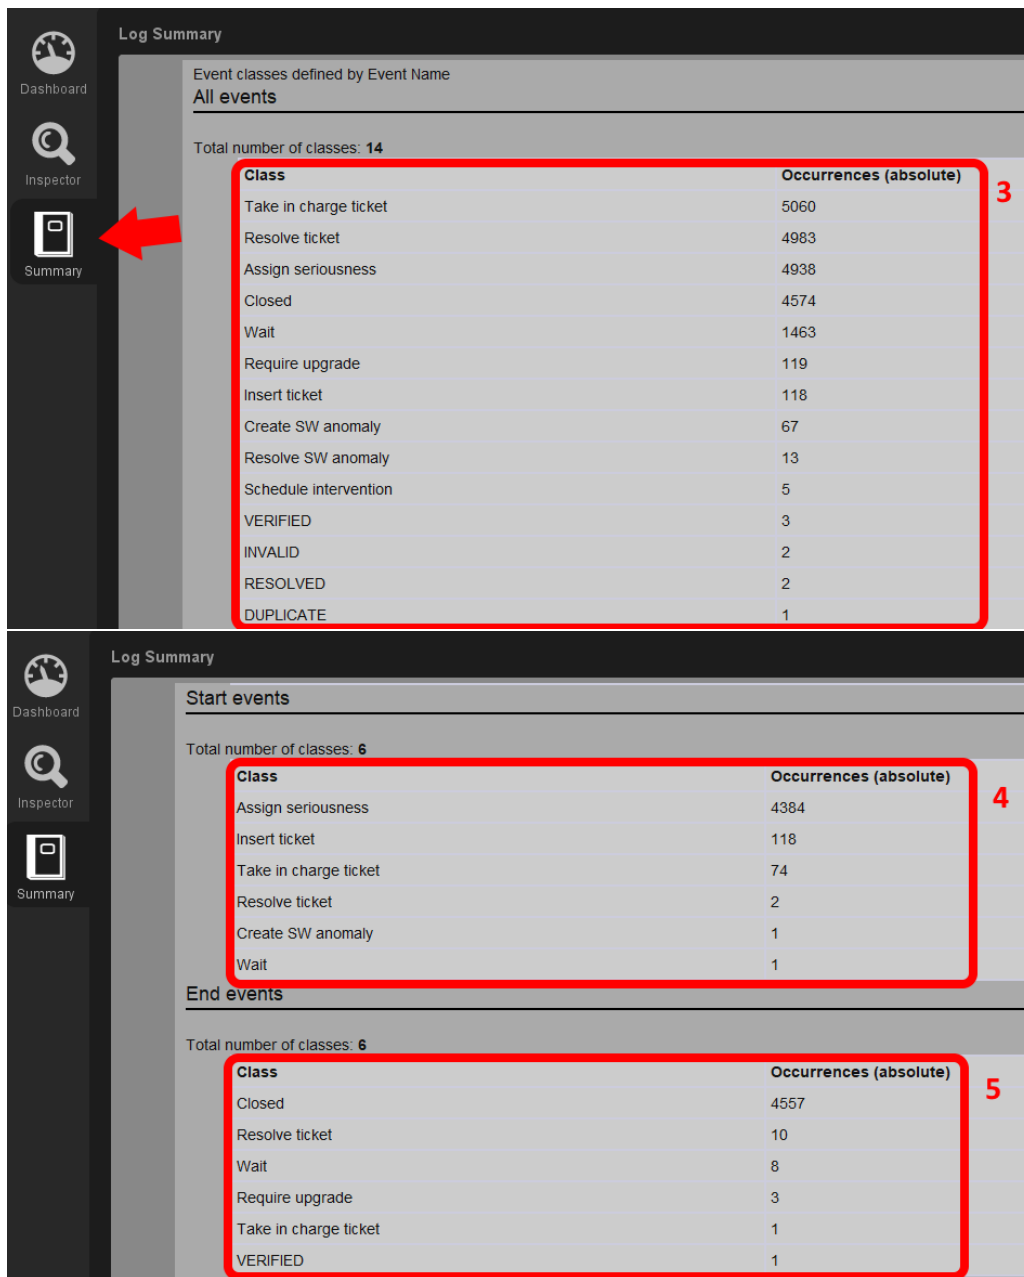 Log Summary
Dashboard
Event classes defined by Event Name
All events
Total number of classes: 14
Inspector
Class Occurrences (absolute) 3
Take in charge ticket 5060
Resolve ticket 4983
Summary
Assign seriousness 4938
Closed 4574
Wait 1463
Require upgrade 119
Insert ticket 118
Create SW anomaly 67
Resolve SW anomaly 13
Schedule intervention 5
VERIFIED 3
INVALID 2
RESOLVED 2
DUPLICATE 1
Log Summary
Dashboard
Start events
Total number of classes: 6
Inspector
Class Occurrences (absolute) 4
Assign seriousness 4384
Insert ticket 118
Take in charge ticket 74
Summary
Resolve ticket 2
Create SW anomaly 1
Wait 1
End events
Total number of classes: 6
Class Occurrences (absolute) 5
Closed 4557
Resolve ticket 10
Wait 8
Require upgrade 3
Take in charge ticket 1
VERIFIED 1